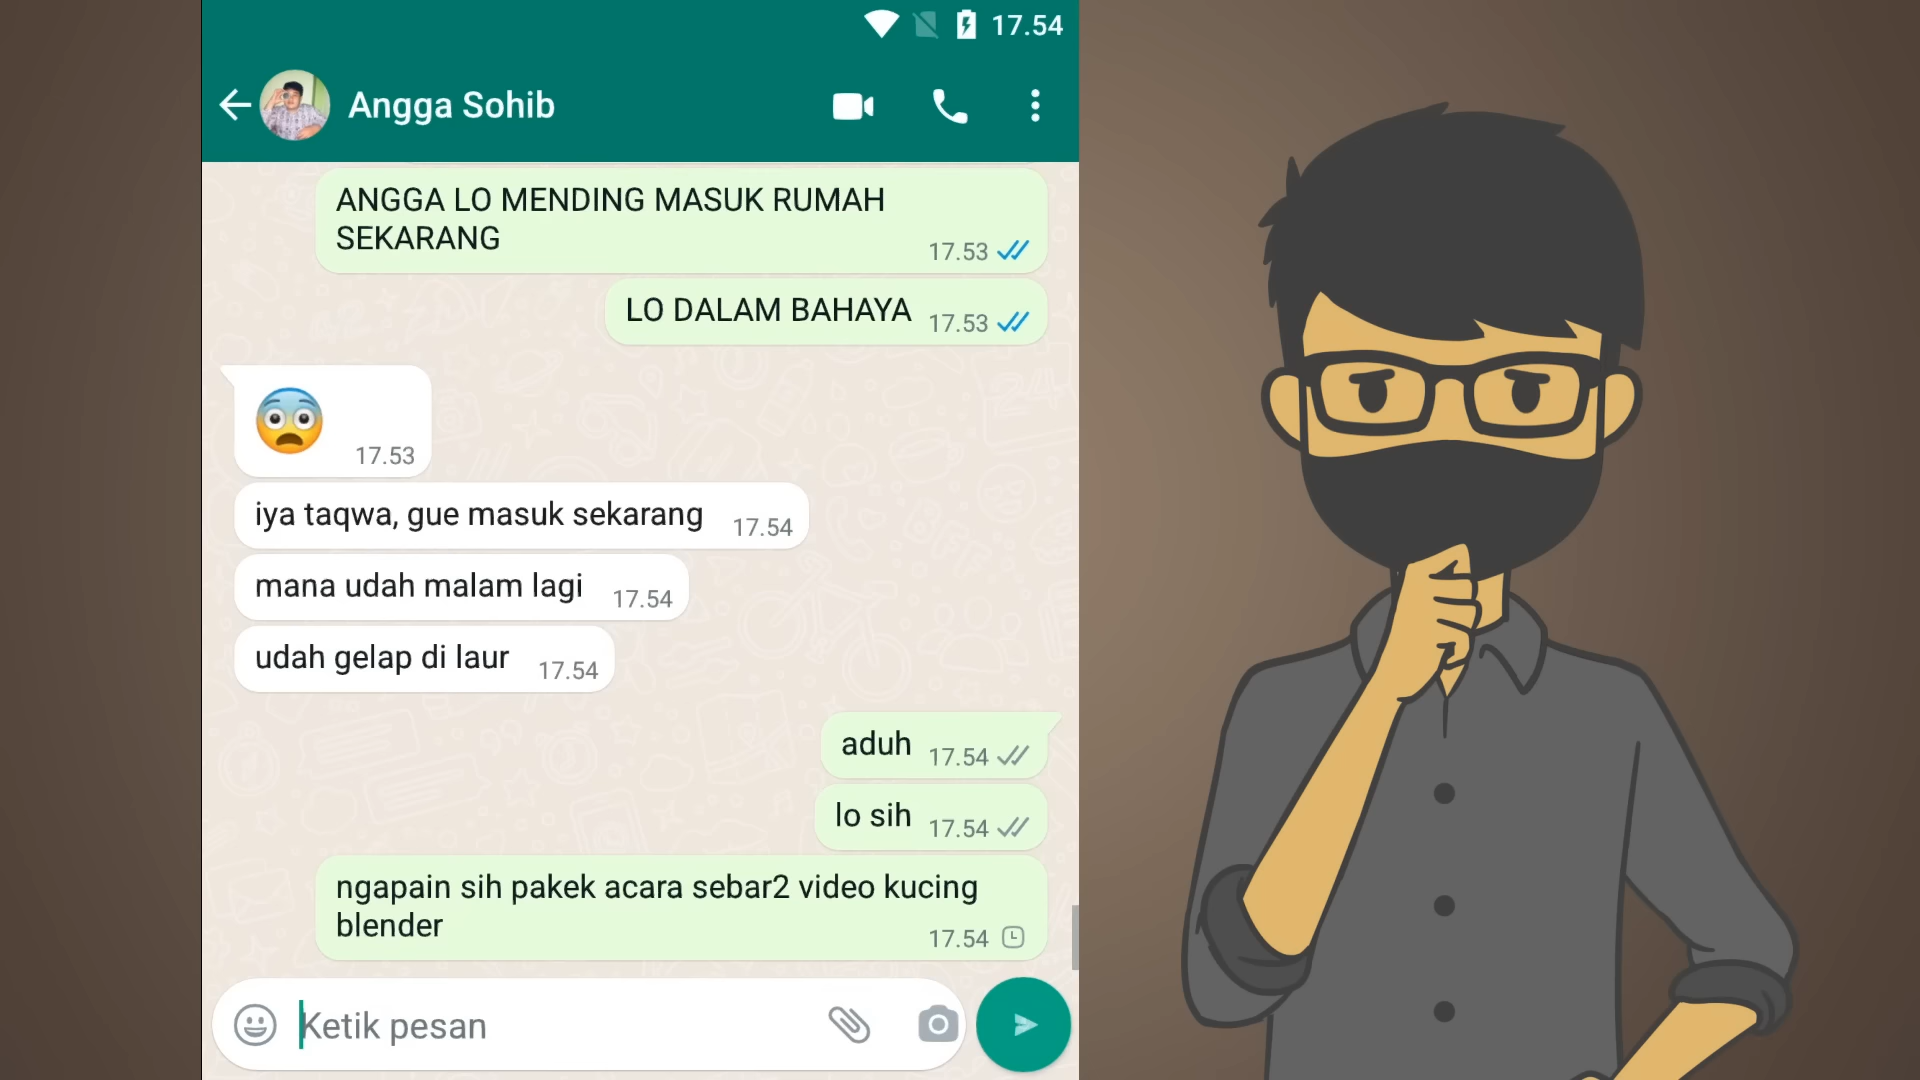 17.54
Angga Sohib
ANGGA LO MENDING MASUK RUMAH
SEKARANG
17.53
LO DALAM BAHAYA 17.53
😨 17.53
iya taqwa, gue masuk sekarang 17.54
mana udah malam lagi 17.54
udah gelap di laur 17.54
aduh 17.54
lo sih 17.54
ngapain sih pakek acara sebar2 video kucing
blender
17.54
Ketik pesan